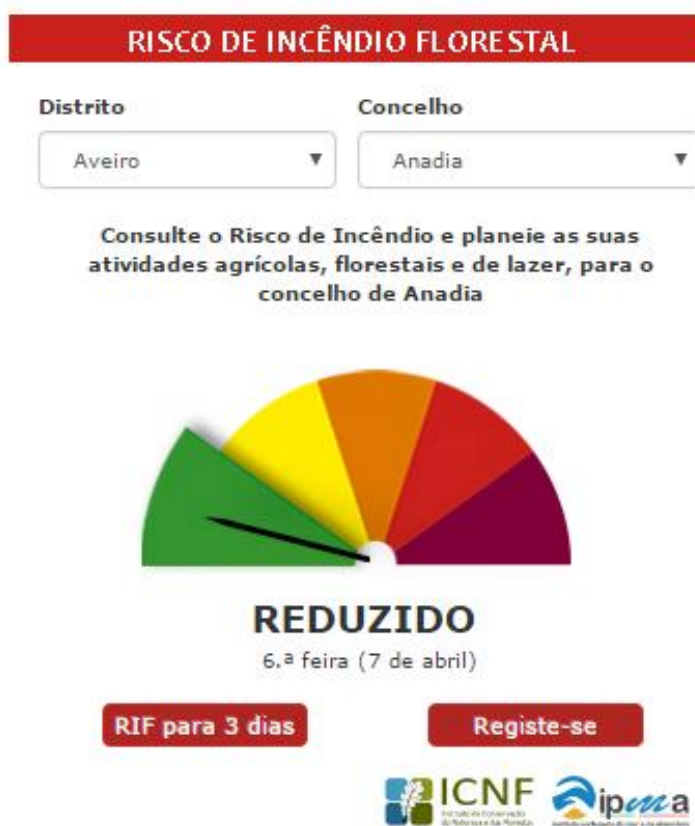 RISCO DE INCÊNDIO FLORESTAL
Distrito Concelho
Aveiro Anadia
Consulte o Risco de Incêndio e planeie as suas
atividades agrícolas, florestais e de lazer, para o
concelho de Anadia
REDUZIDO
6.ª feira (7 de abril)
RIF para 3 dias Registe-se
ICNF ipma